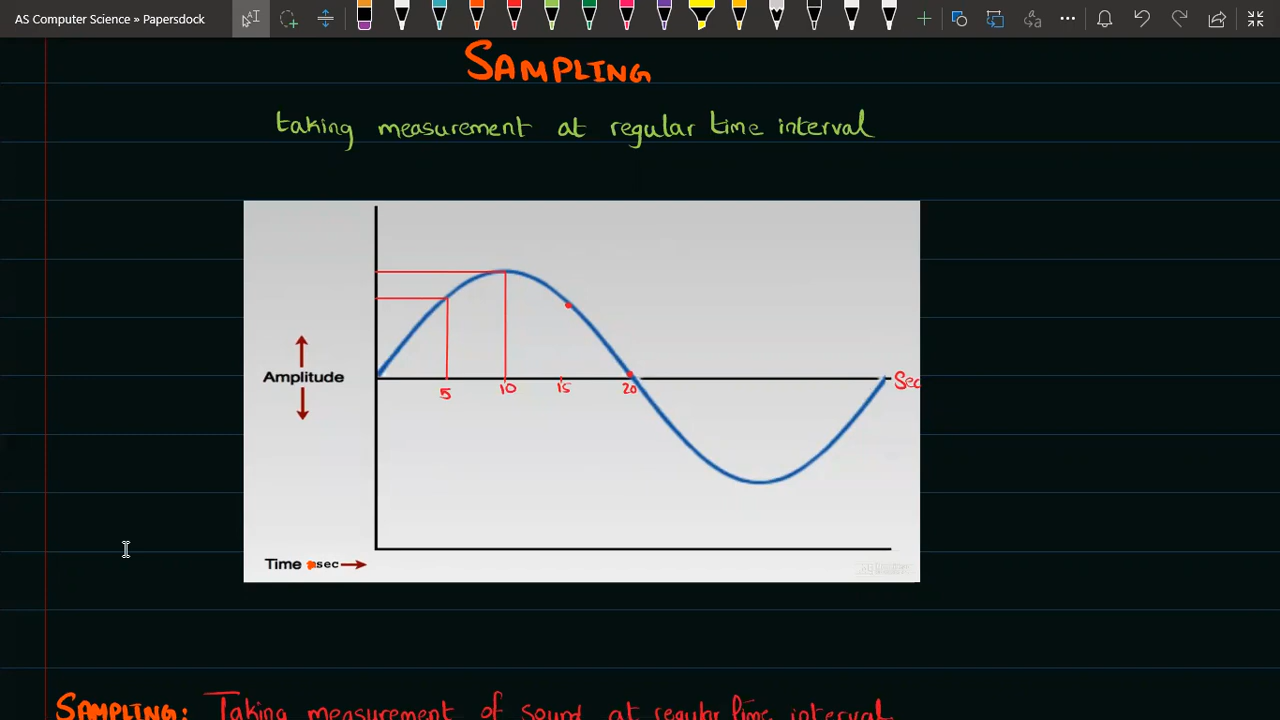 AS Computer Science » Papersdock
SAMPLING
taking measurement at regular time interval
Amplitude
5 10 15 20
Sec
Time sec
SAMPLING: Taking measurement of sound at regular time interval